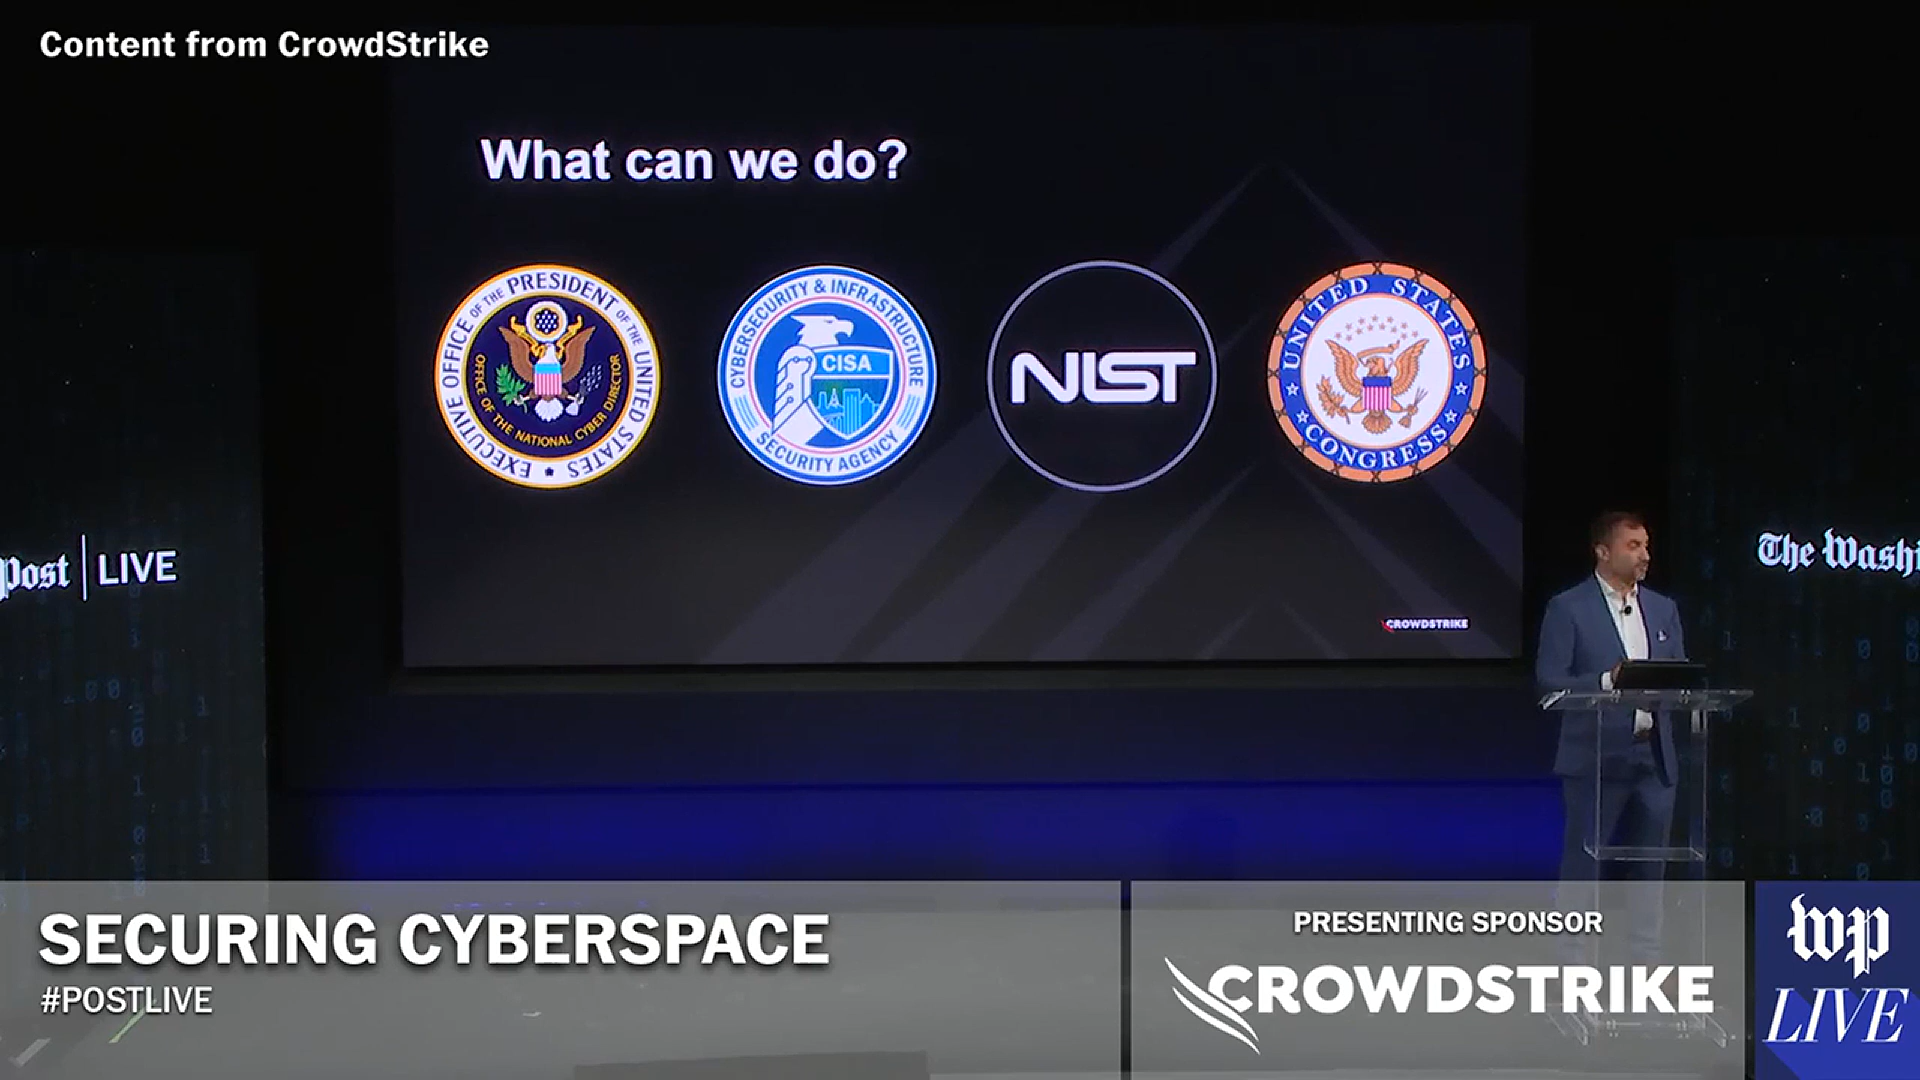 Content from CrowdStrike
What can we do?
EXECUTIVE OFFICE OF THE PRESIDENT OF THE UNITED STATES
OFFICE OF THE NATIONAL CYBER DIRECTOR
CYBERSECURITY & INFRASTRUCTURE
CISA
SECURITY AGENCY
NIST
UNITED STATES
CONGRESS
CROWDSTRIKE
Post | LIVE
The Washi
SECURING CYBERSPACE
#POSTLIVE
PRESENTING SPONSOR
CROWDSTRIKE
wp
LIVE